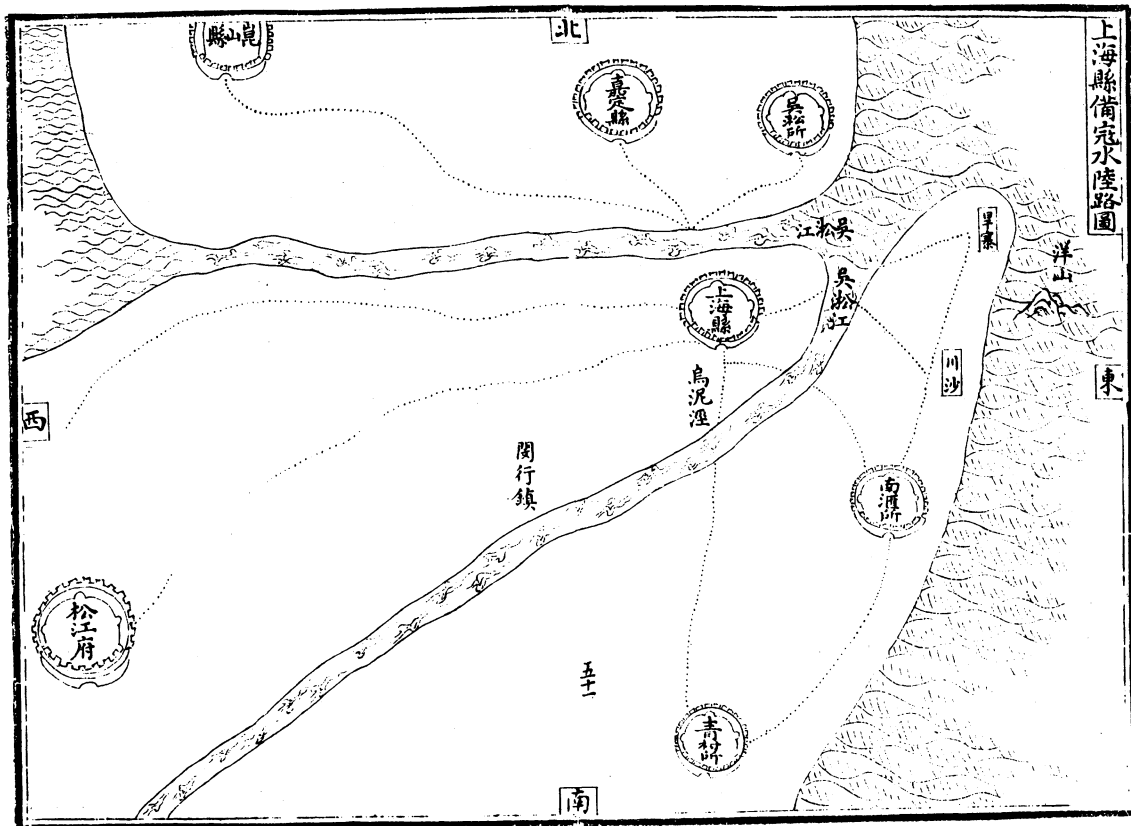 上海縣備寇水陸路圖
北
東
南
西
崑山縣
嘉定縣
吳淞所
吳淞江
吳淞江
旱寨
洋山
上海縣
川沙
烏泥涇
閔行鎮
南滙所
松江府
五十一
青村所